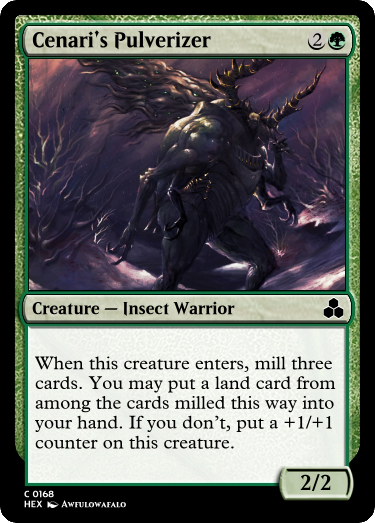 Cenari's Pulverizer 2
Creature — Insect Warrior
When this creature enters, mill three
cards. You may put a land card from
among the cards milled this way into
your hand. If you don't, put a +1/+1
counter on this creature.
2/2
C 0168
HEX Awfulowafalo